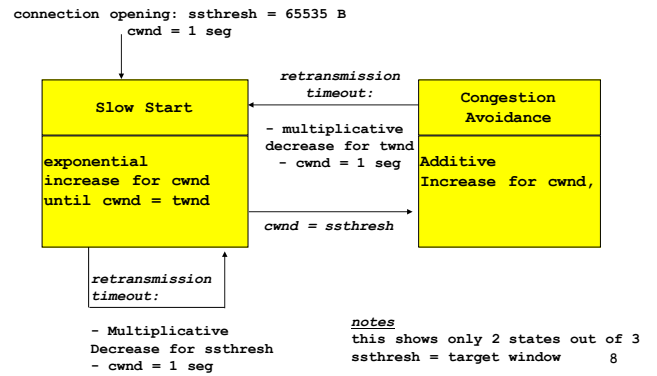 connection opening: ssthresh = 65535 B
cwnd = 1 seg
Slow Start
exponential
increase for cwnd
until cwnd = twnd
retransmission
timeout:
- multiplicative
decrease for twnd
- cwnd = 1 seg
Congestion
Avoidance
Additive
Increase for cwnd,
cwnd = ssthresh
retransmission
timeout:
- Multiplicative
Decrease for ssthresh
- cwnd = 1 seg
notes
this shows only 2 states out of 3
ssthresh = target window
8